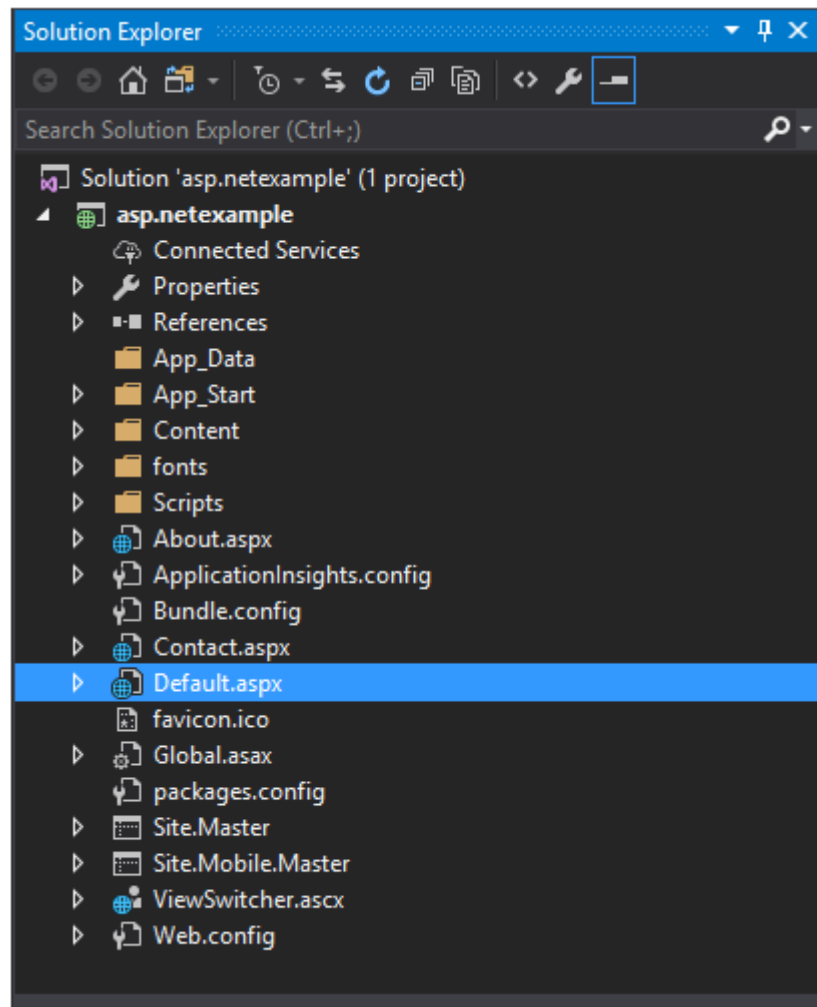 Solution Explorer
Search Solution Explorer (Ctrl+;)
Solution 'asp.netexample' (1 project)
asp.netexample
Connected Services
Properties
References
App_Data
App_Start
Content
fonts
Scripts
About.aspx
ApplicationInsights.config
Bundle.config
Contact.aspx
Default.aspx
favicon.ico
Global.asax
packages.config
Site.Master
Site.Mobile.Master
ViewSwitcher.ascx
Web.config